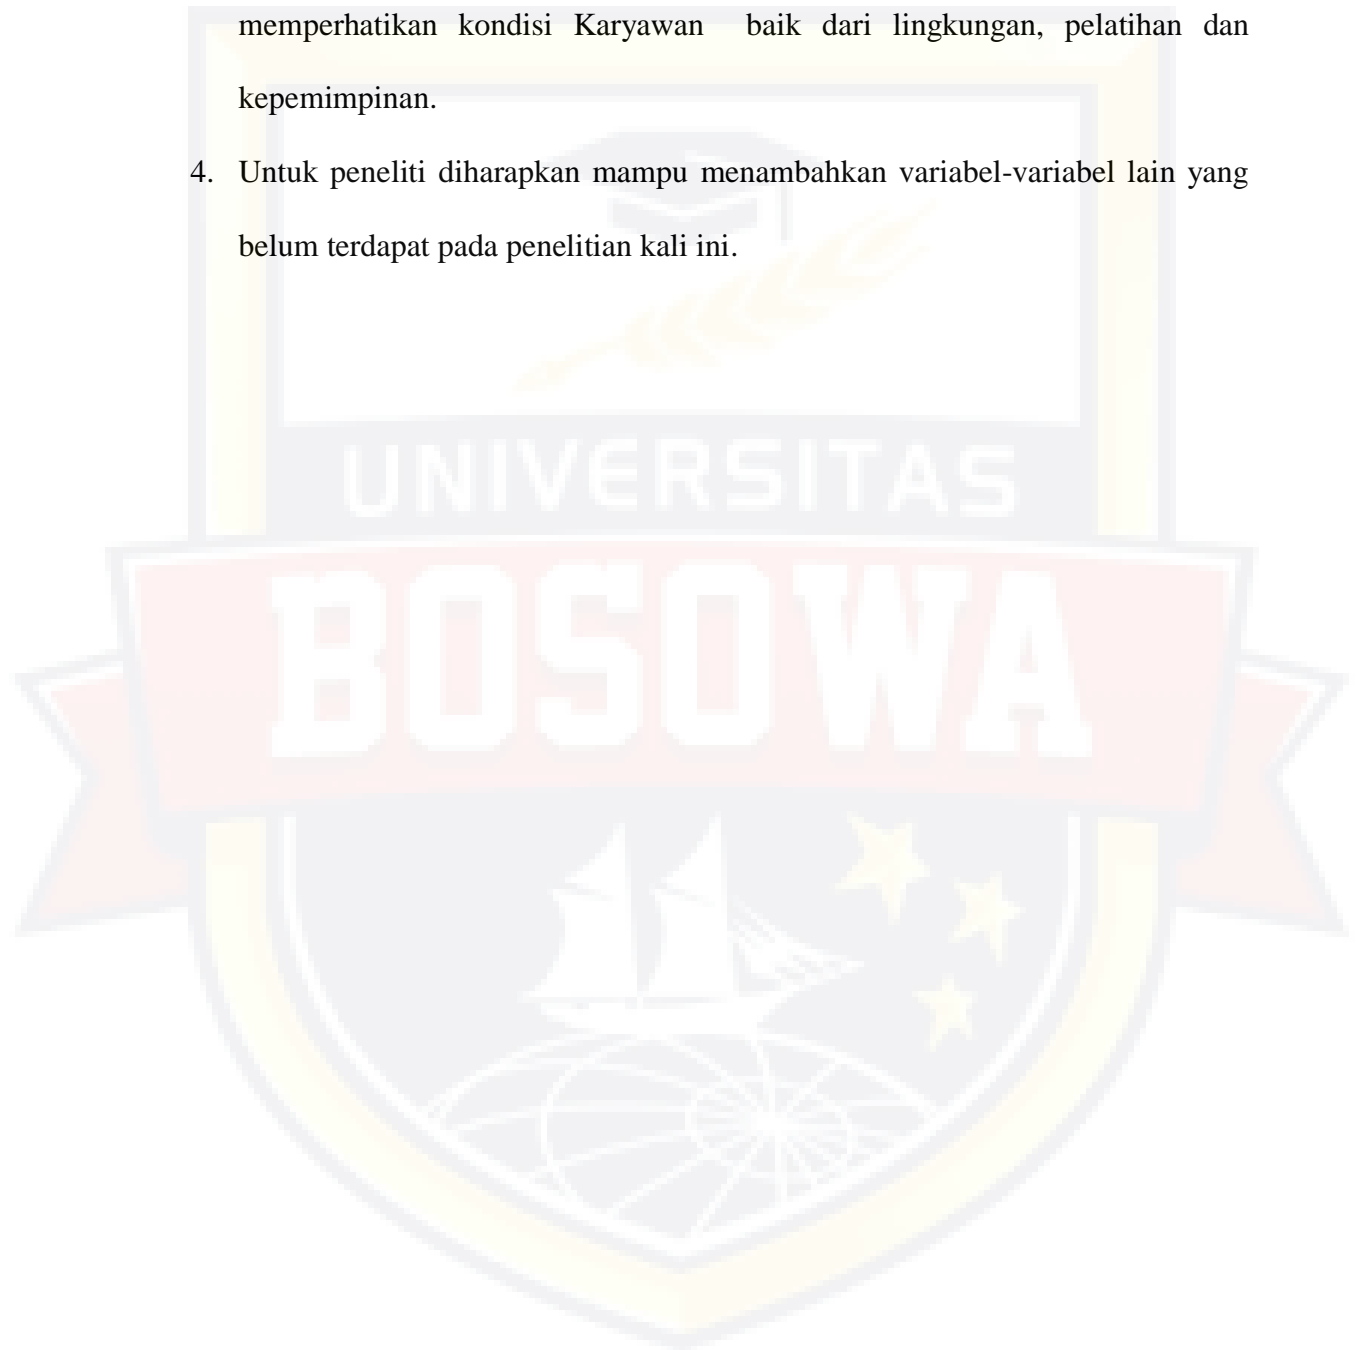 memperhatikan kondisi Karyawan  baik dari lingkungan, pelatihan dan
kepemimpinan.
4. Untuk peneliti diharapkan mampu menambahkan variabel-variabel lain yang
belum terdapat pada penelitian kali ini.
UNIVERSITAS
BOSOWA